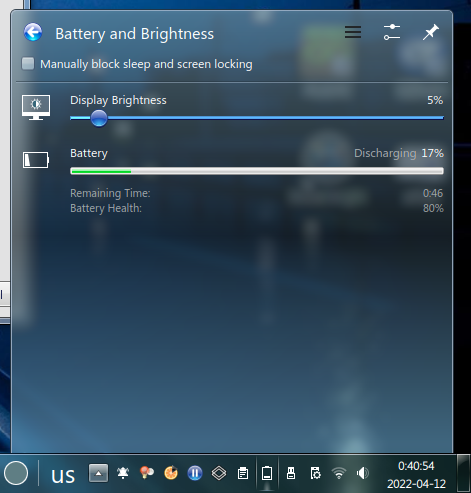 Battery and Brightness
Manually block sleep and screen locking
Display Brightness 5%
Battery Discharging 17%
Remaining Time: 0:46
Battery Health: 80%
us
0:40:54
2022-04-12